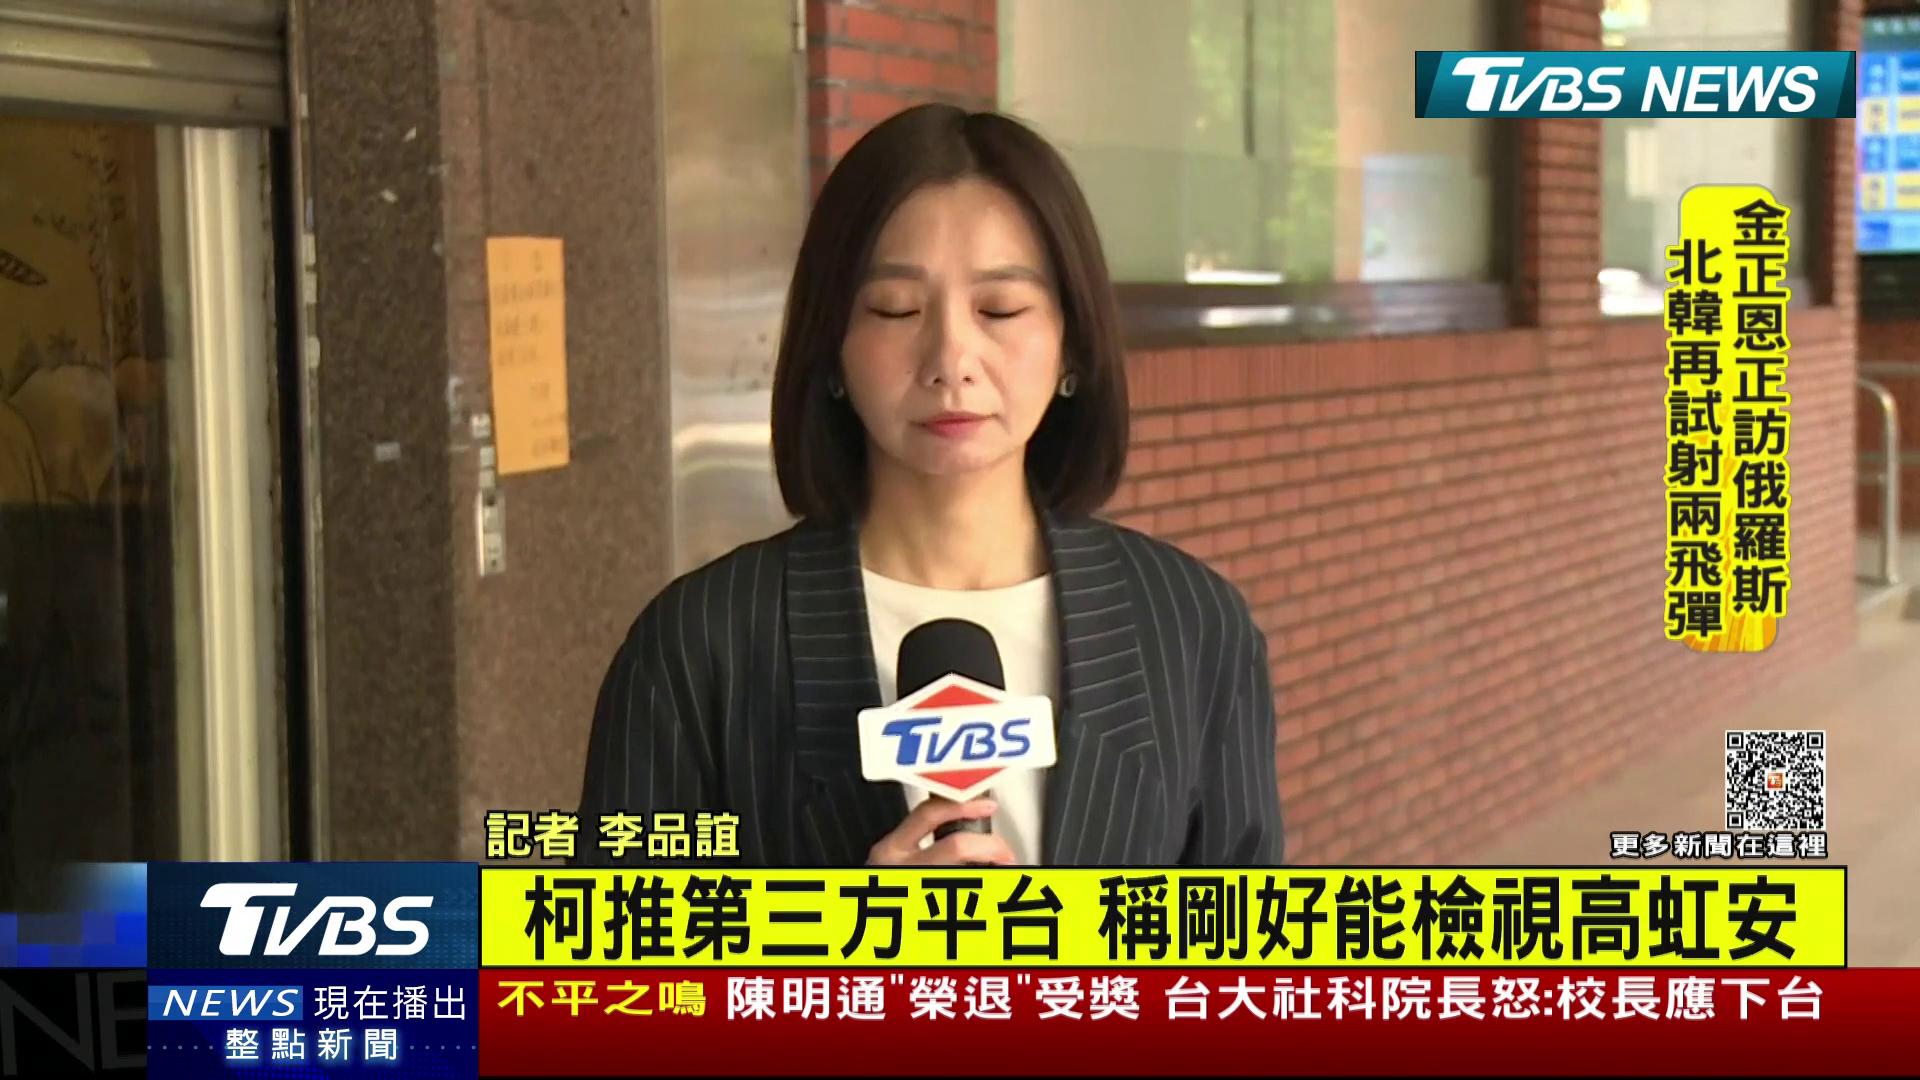 TVBS NEWS
金正恩正訪俄羅斯
北韓再試射兩飛彈
TVBS
更多新聞在這裡
記者 李品誼
TVBS
柯推第三方平台 稱剛好能檢視高虹安
NEWS 現在播出
整點新聞
不平之鳴 陳明通"榮退"受獎 台大社科院長怒:校長應下台